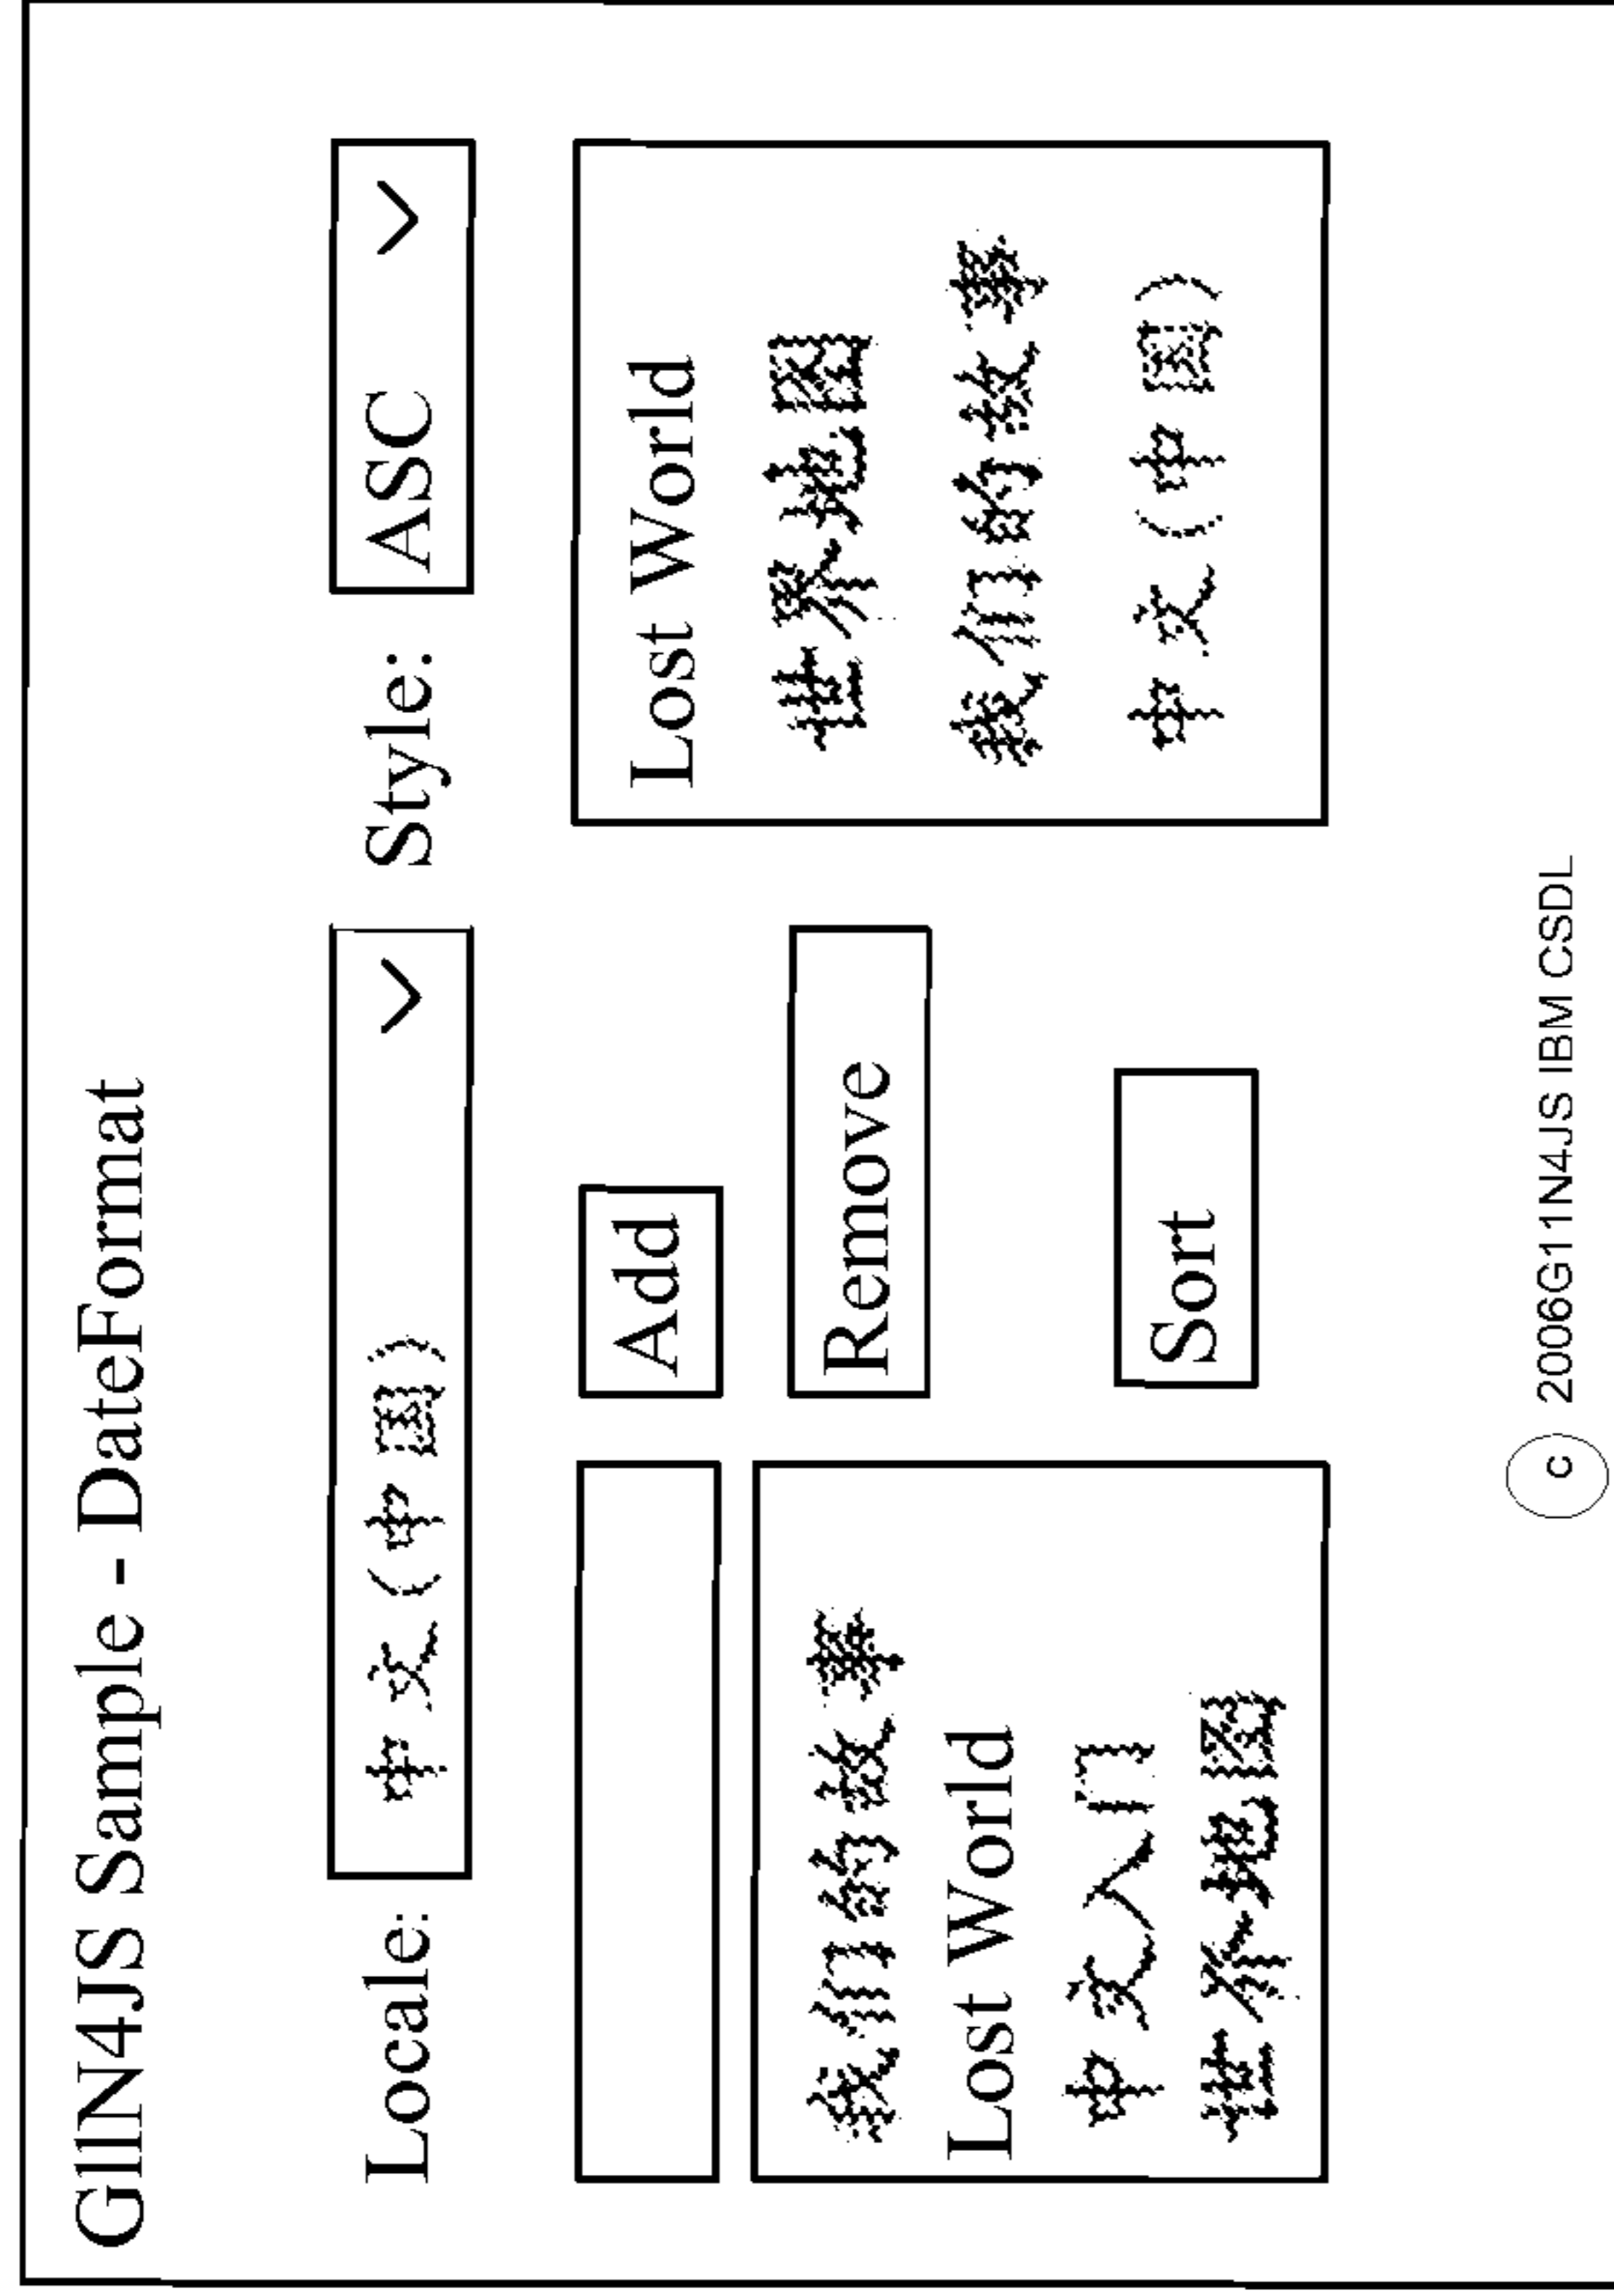 GllN4JS Sample - DateFormat
Locale: 中文(中国) Style: ASC
Add
Remove
Sort
我们的故事
Lost World
中文入门
世界地图
Lost World
世界地图
我们的故事
中文(中国)
© 2006G11N4JS IBM CSDL